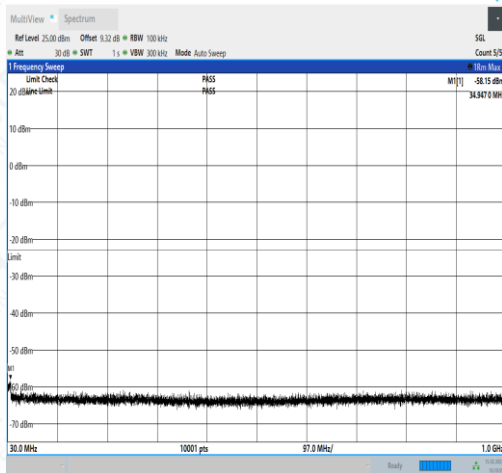 MultiView Spectrum
Ref Level 25.00 dBm Offset 9.32 dB RBW 100 kHz SGL
Att 30 dB SWT 1 s VBW 300 kHz Mode Auto Sweep Count 5/5
1 Frequency Sweep 1Rm Max
Limit Check PASS M1[1] -58.15 dBm
Line Limit PASS 34.947 0 MH
20 dBm
10 dBm
0 dBm
-10 dBm
-20 dBm
Limit
-30 dBm
-40 dBm
-50 dBm
M1
-60 dBm
-70 dBm
30.0 MHz 10001 pts 97.0 MHz/ 1.0 GHz
Ready